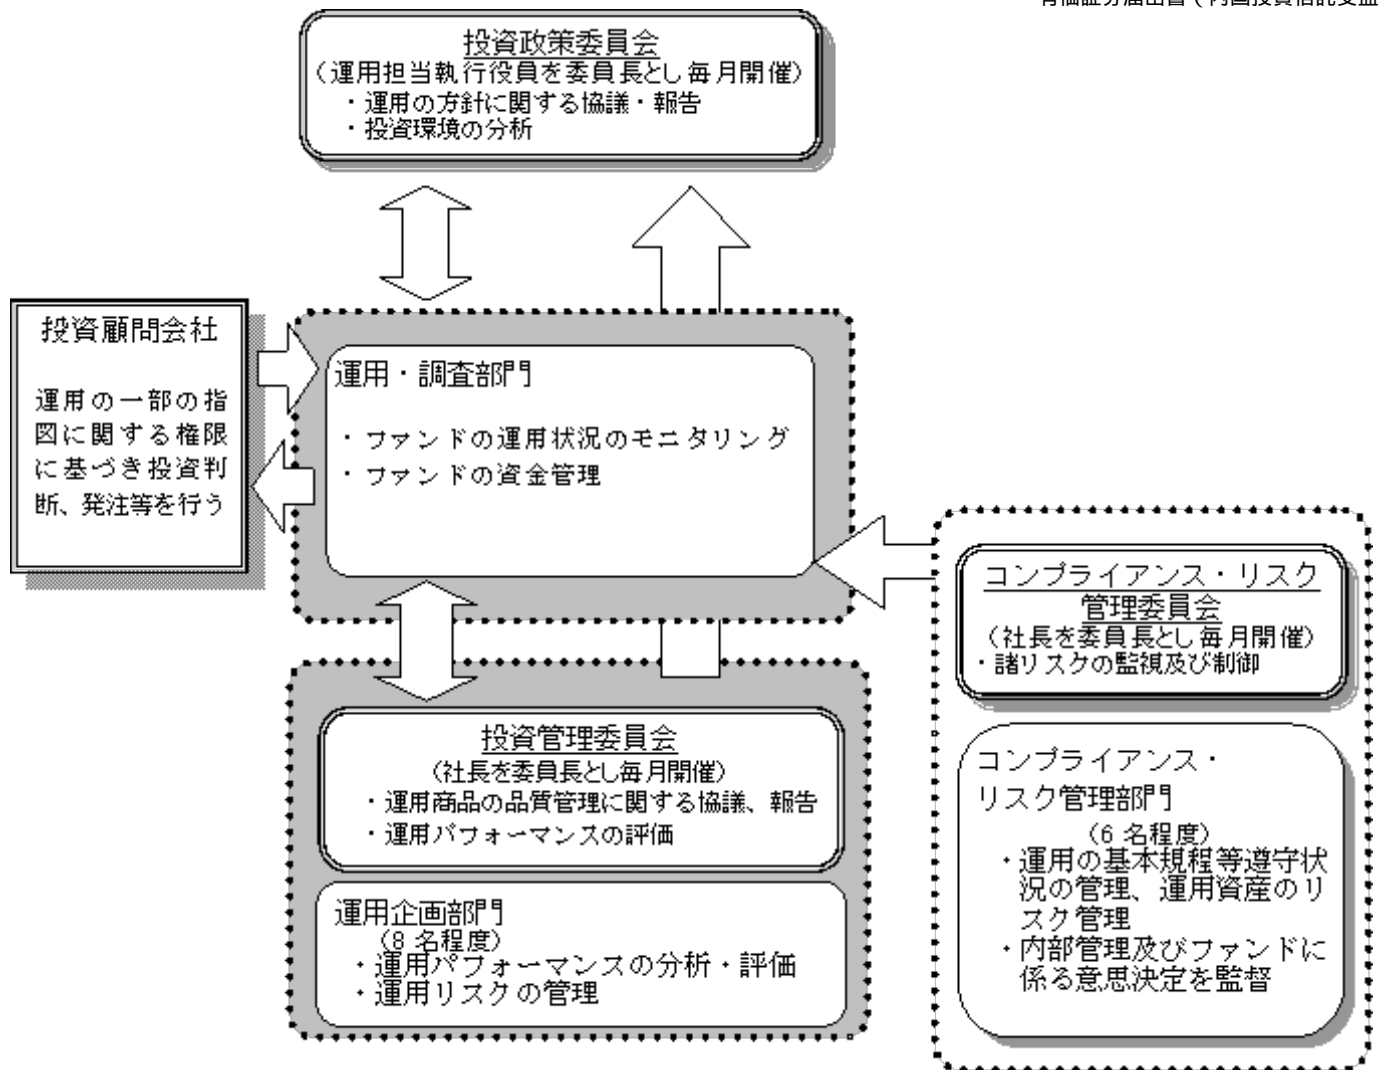 投資政策委員会
(運用担当執行役員を委員長とし毎月開催)
・運用の方針に関する協議・報告
・投資環境の分析
投資顧問会社
運用の一部の指
図に関する権限
に基づき投資判
断、発注等を行う
運用・調査部門
・ファンドの運用状況のモニタリング
・ファンドの資金管理
投資管理委員会
(社長を委員長とし毎月開催)
・運用商品の品質管理に関する協議、報告
・運用パフォーマンスの評価
運用企画部門
(8 名程度)
・運用パフォーマンスの分析・評価
・運用リスクの管理
コンプライアンス・リスク
管理委員会
(社長を委員長とし毎月開催)
・諸リスクの監視及び制御
コンプライアンス・
リスク管理部門
(6 名程度)
・運用の基本規程等遵守状
況の管理、運用資産のリ
スク管理
・内部管理及びファンドに
係る意思決定を監督